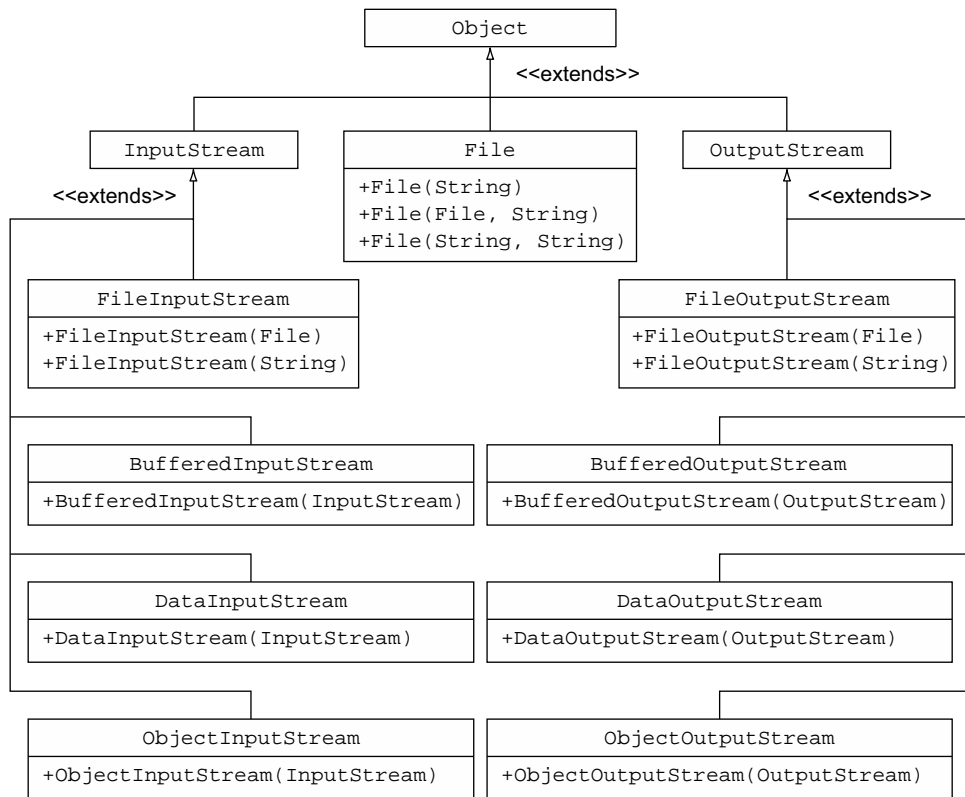 Object
<<extends>>
InputStream
File
OutputStream
+File(String)
+File(File, String)
+File(String, String)
<<extends>>
<<extends>>
FileInputStream
+FileInputStream(File)
+FileInputStream(String)
FileOutputStream
+FileOutputStream(File)
+FileOutputStream(String)
BufferedInputStream
+BufferedInputStream(InputStream)
BufferedOutputStream
+BufferedOutputStream(OutputStream)
DataInputStream
+DataInputStream(InputStream)
DataOutputStream
+DataOutputStream(OutputStream)
ObjectInputStream
+ObjectInputStream(InputStream)
ObjectOutputStream
+ObjectOutputStream(OutputStream)